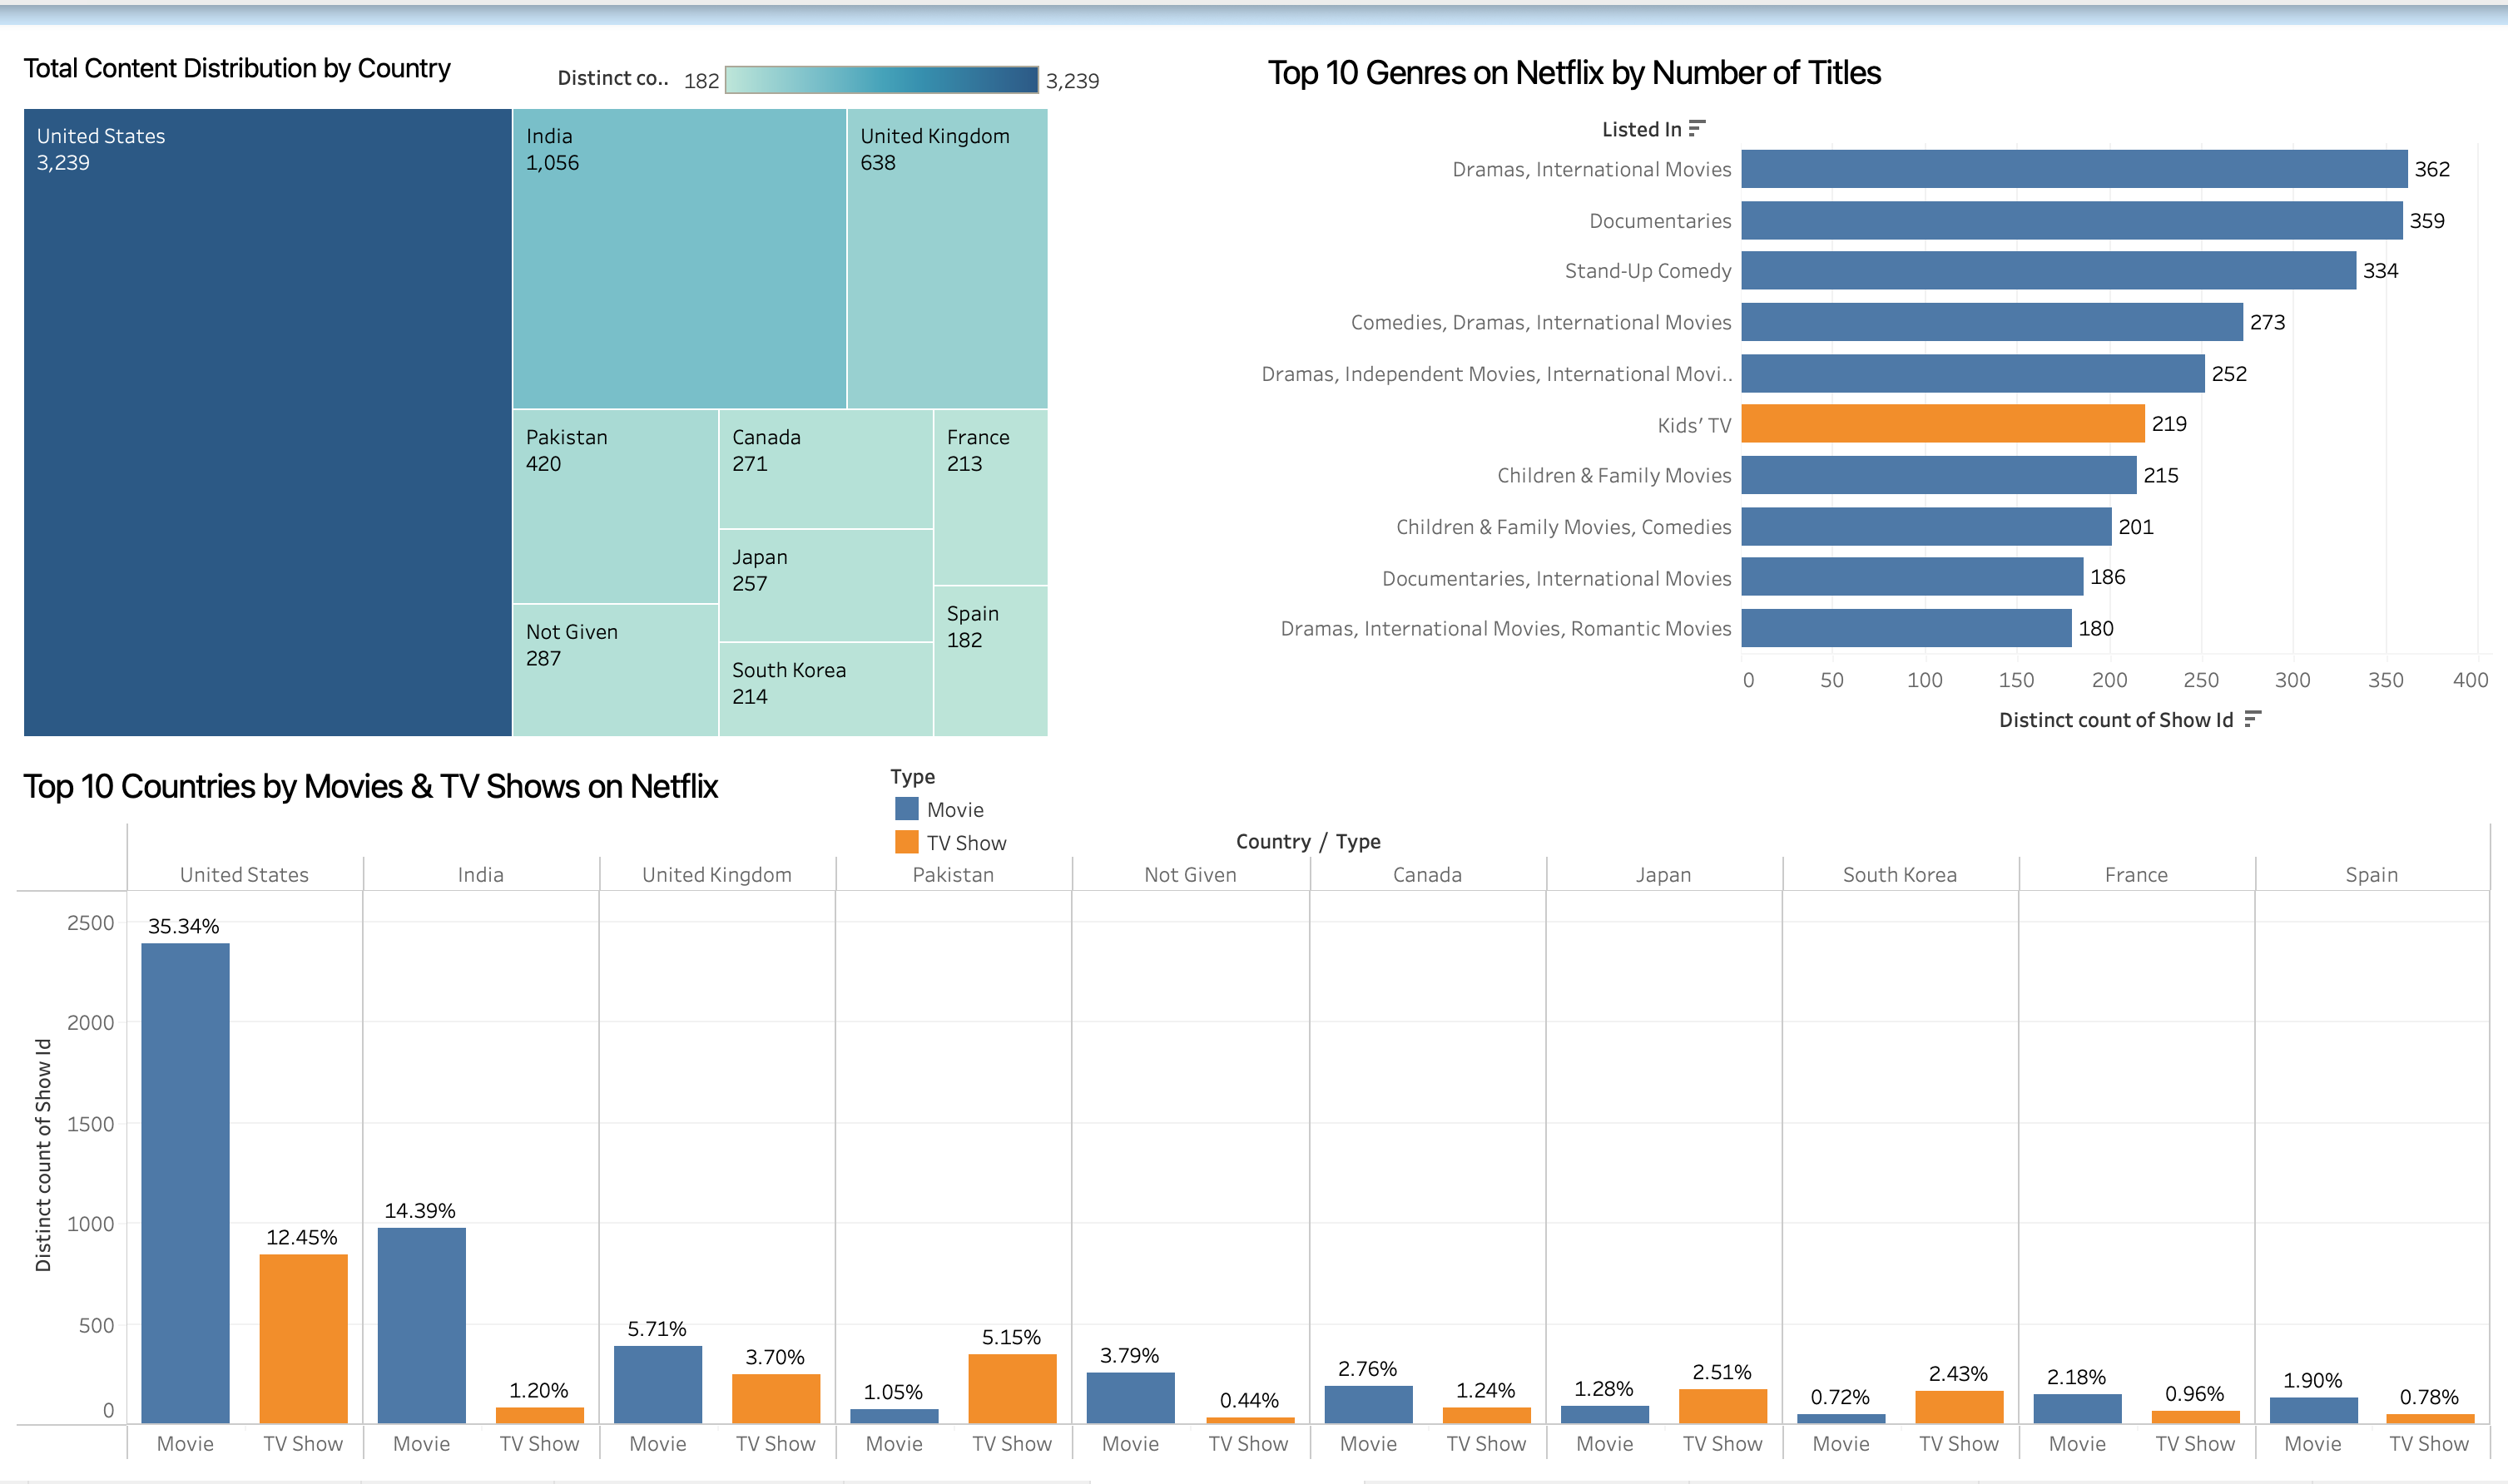 Total Content Distribution by Country
Distinct co.. 182 3,239
United States
3,239
India
1,056
United Kingdom
638
Pakistan
420
Canada
271
France
213
Japan
257
Not Given
287
Spain
182
South Korea
214
Top 10 Genres on Netflix by Number of Titles
Listed In
Dramas, International Movies 362
Documentaries 359
Stand-Up Comedy 334
Comedies, Dramas, International Movies 273
Dramas, Independent Movies, International Movi.. 252
Kids’ TV 219
Children & Family Movies 215
Children & Family Movies, Comedies 201
Documentaries, International Movies 186
Dramas, International Movies, Romantic Movies 180
0 50 100 150 200 250 300 350 400
Distinct count of Show Id
Top 10 Countries by Movies & TV Shows on Netflix
Type
Movie
TV Show
Country / Type
United States India United Kingdom Pakistan Not Given Canada Japan South Korea France Spain
Distinct count of Show Id
2500
2000
1500
1000
500
0
35.34% 12.45% 14.39% 1.20% 5.71% 3.70% 1.05% 5.15% 3.79% 0.44% 2.76% 1.24% 1.28% 2.51% 0.72% 2.43% 2.18% 0.96% 1.90% 0.78%
Movie TV Show Movie TV Show Movie TV Show Movie TV Show Movie TV Show Movie TV Show Movie TV Show Movie TV Show Movie TV Show Movie TV Show